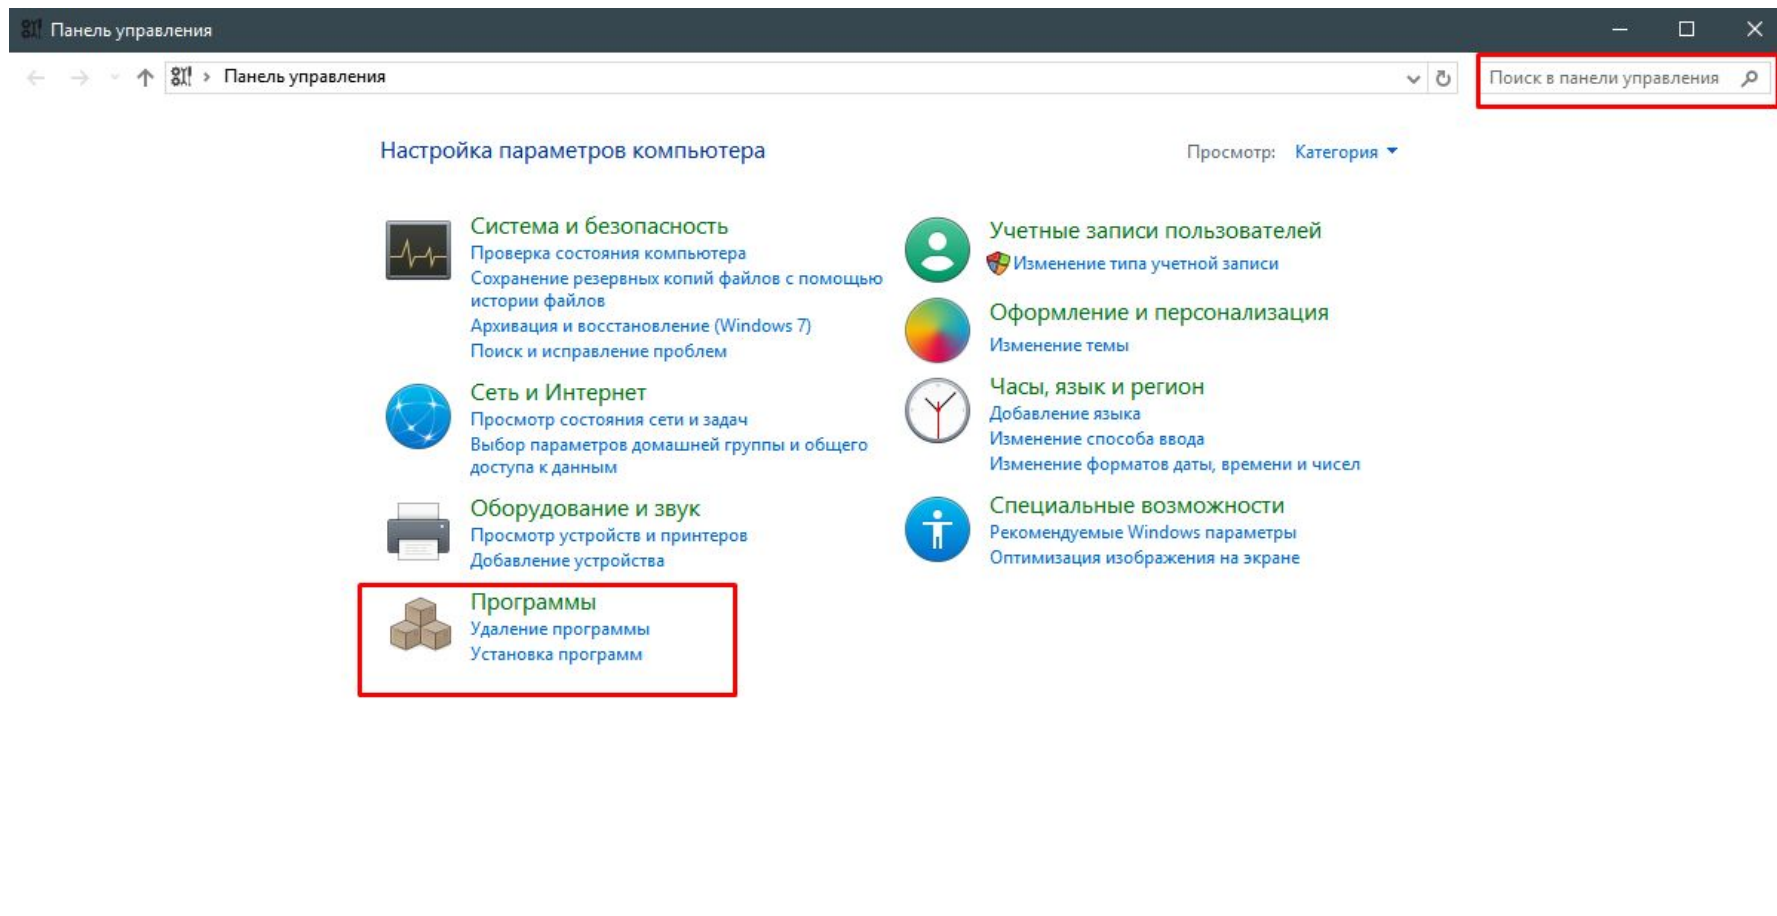 Панель управления
Панель управления
Поиск в панели управления
Настройка параметров компьютера
Просмотр: Категория
Система и безопасность
Проверка состояния компьютера
Сохранение резервных копий файлов с помощью
истории файлов
Архивация и восстановление (Windows 7)
Поиск и исправление проблем
Сеть и Интернет
Просмотр состояния сети и задач
Выбор параметров домашней группы и общего
доступа к данным
Оборудование и звук
Просмотр устройств и принтеров
Добавление устройства
Программы
Удаление программы
Установка программ
Учетные записи пользователей
Изменение типа учетной записи
Оформление и персонализация
Изменение темы
Часы, язык и регион
Добавление языка
Изменение способа ввода
Изменение форматов даты, времени и чисел
Специальные возможности
Рекомендуемые Windows параметры
Оптимизация изображения на экране